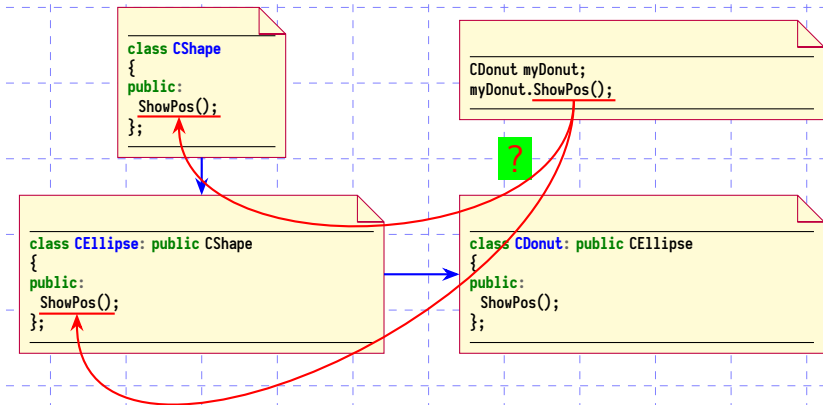 class CShape
{
public:
ShowPos();
};
CDonut myDonut;
myDonut.ShowPos();
?
class CEllipse: public CShape
{
public:
ShowPos();
};
class CDonut: public CEllipse
{
public:
ShowPos();
};